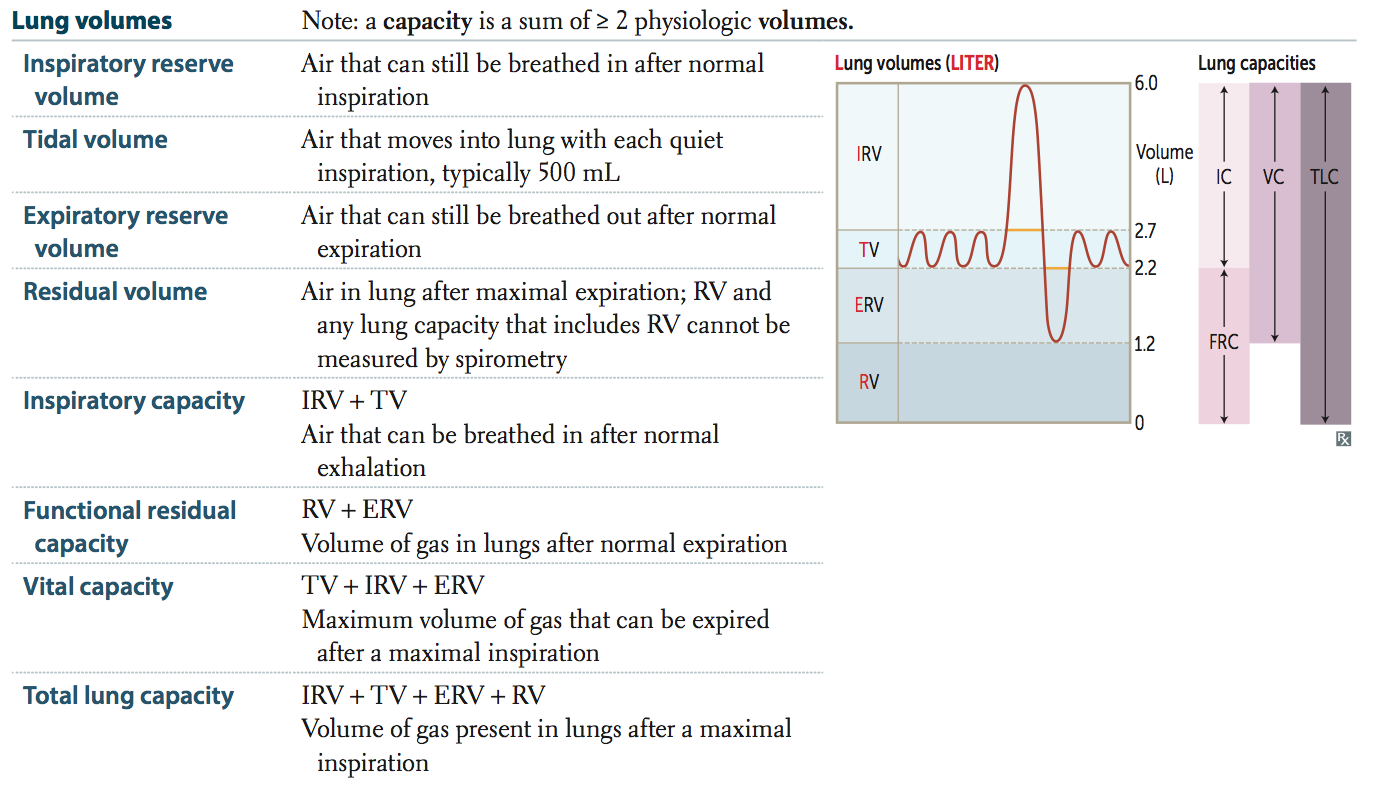 Lung volumes Note: a capacity is a sum of ≥ 2 physiologic volumes.
Inspiratory reserve
volume
Air that can still be breathed in after normal
inspiration
Tidal volume
Air that moves into lung with each quiet
inspiration, typically 500 mL
Expiratory reserve
volume
Air that can still be breathed out after normal
expiration
Residual volume
Air in lung after maximal expiration; RV and
any lung capacity that includes RV cannot be
measured by spirometry
Inspiratory capacity
IRV + TV
Air that can be breathed in after normal
exhalation
Functional residual
capacity
RV + ERV
Volume of gas in lungs after normal expiration
Vital capacity
TV + IRV + ERV
Maximum volume of gas that can be expired
after a maximal inspiration
Total lung capacity
IRV + TV + ERV + RV
Volume of gas present in lungs after a maximal
inspiration
Lung volumes (LITER)
IRV
TV
ERV
RV
6.0
Volume
(L)
2.7
2.2
1.2
0
Lung capacities
IC
VC
TLC
FRC
Rx